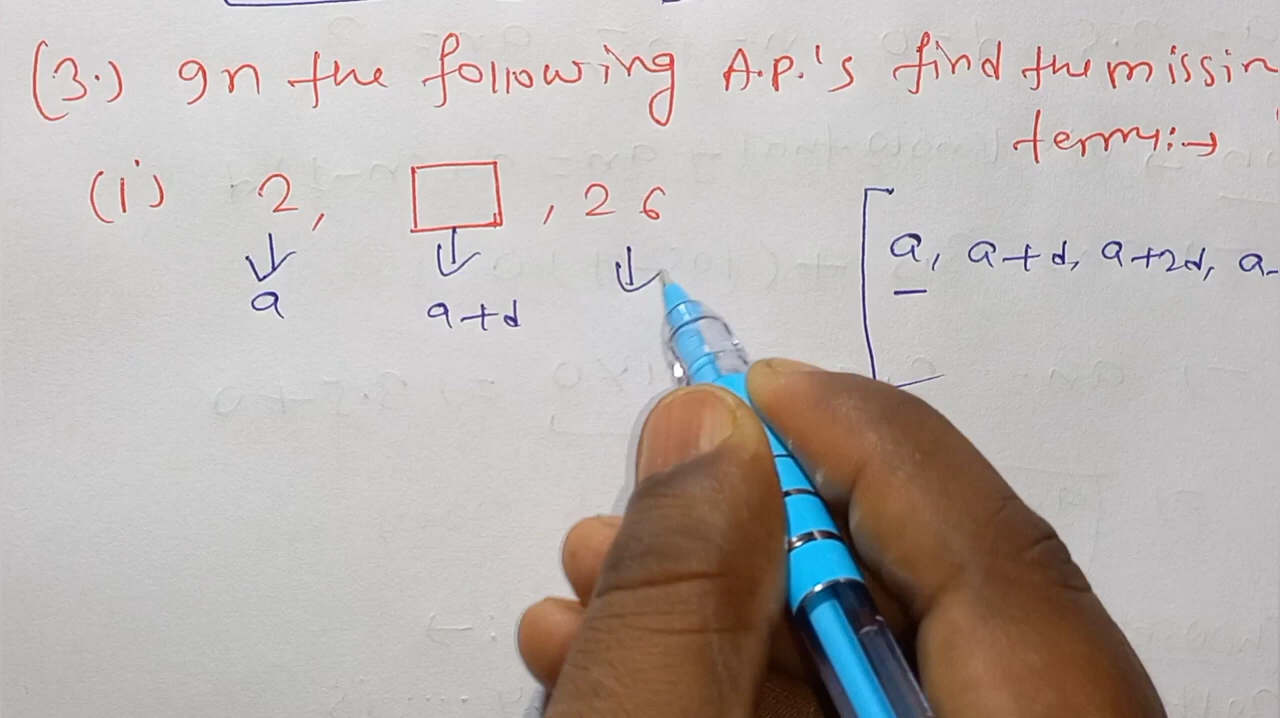 (3.) In the following A.P.'s find the missin
term:→
(i) 2, □, 26
↓ ↓ ↓
a a+d
a, a+d, a+2d, a-